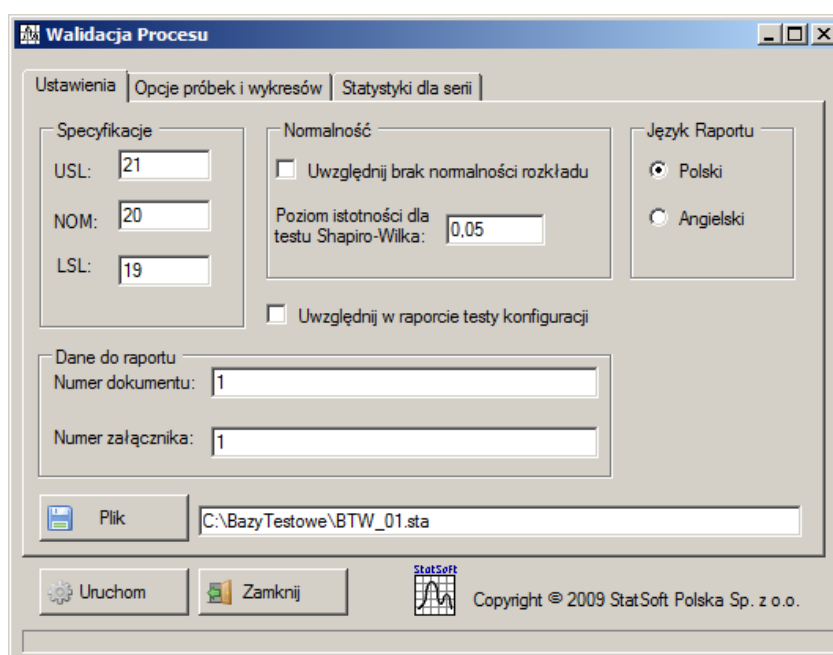 Walidacja Procesu
Ustawienia Opcje próbek i wykresów Statystyki dla serii
Specyfikacje
USL: 21
NOM: 20
LSL: 19
Normalność
Uwzględnij brak normalności rozkładu
Poziom istotności dla
testu Shapiro-Wilka: 0,05
Język Raportu
Polski
Angielski
Uwzględnij w raporcie testy konfiguracji
Dane do raportu
Numer dokumentu: 1
Numer załącznika: 1
Plik C:\BazyTestowe\BTW_01.sta
Uruchom Zamknij
StatSoft
Copyright © 2009 StatSoft Polska Sp. z o.o.